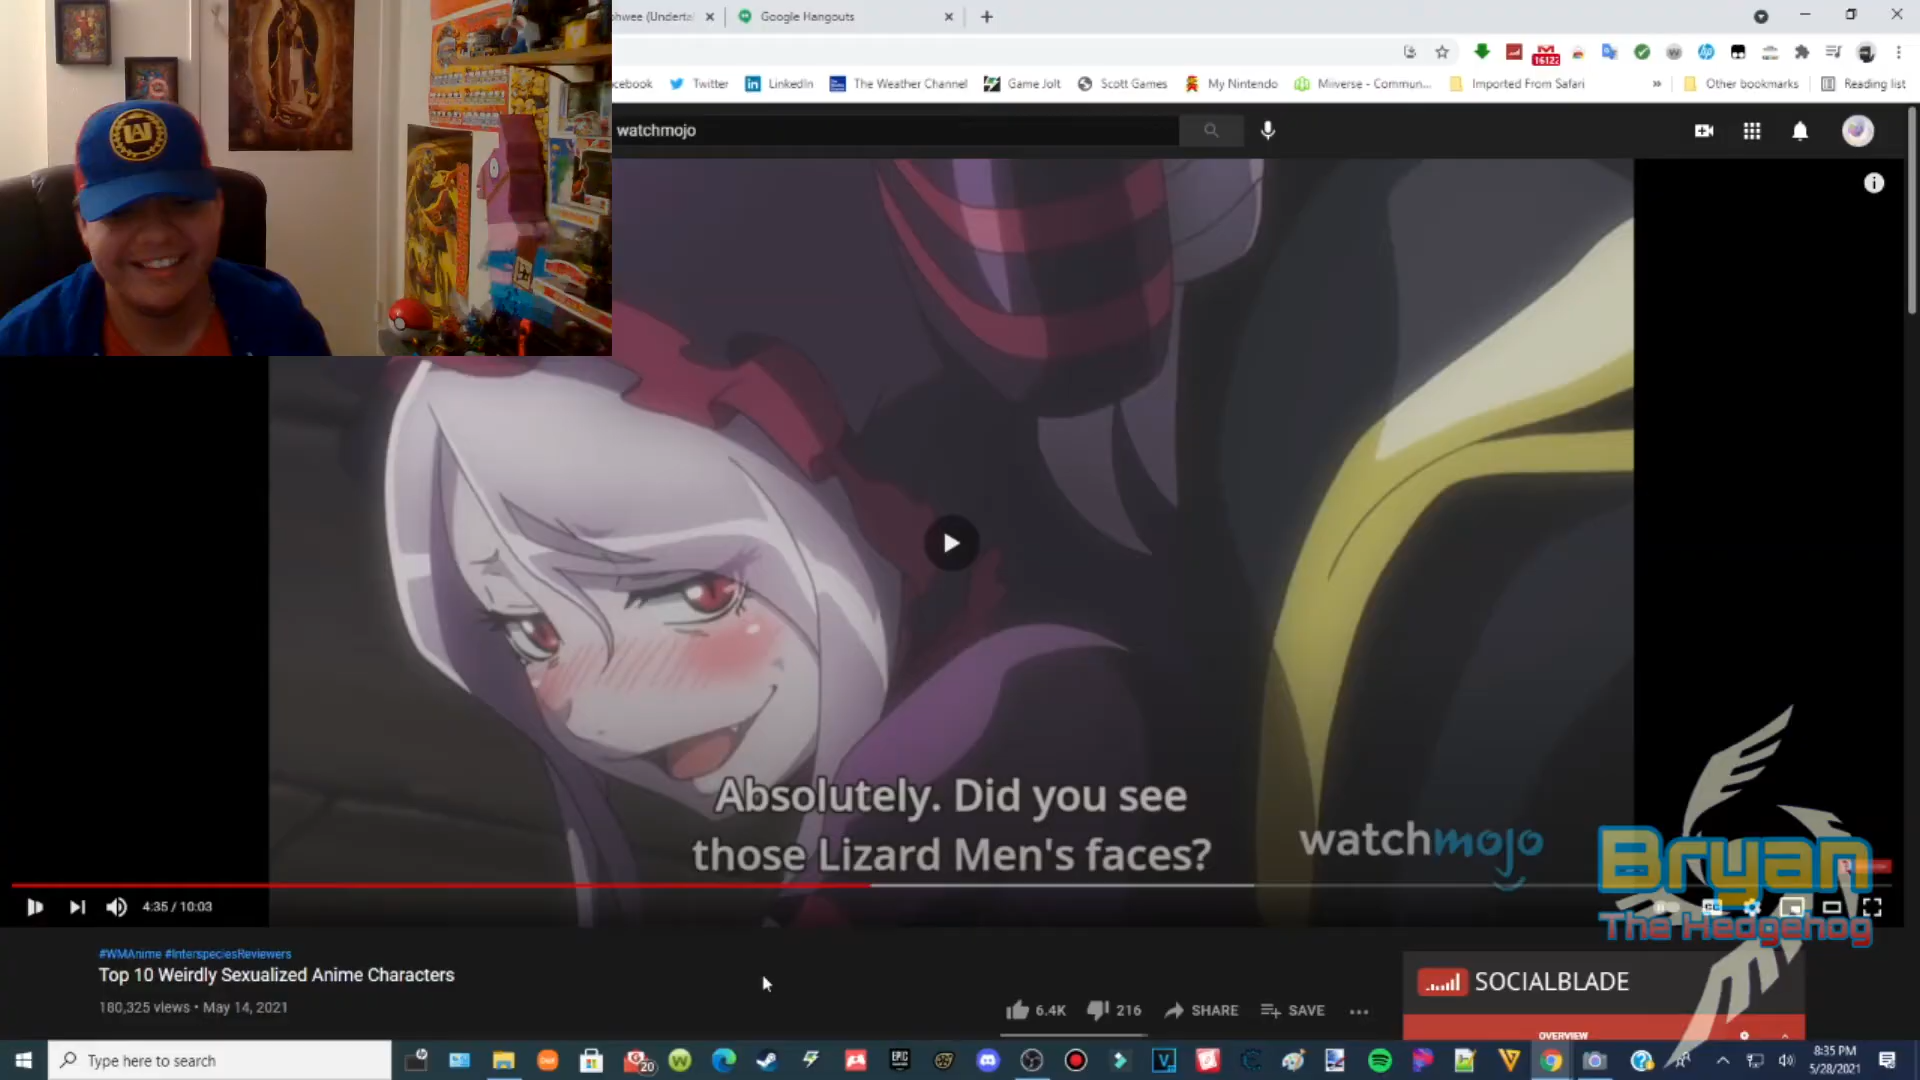 Google Hangouts
16122
Twitter
LinkedIn
The Weather Channel
Game Jolt
Scott Games
My Nintendo
Miiverse - Commun...
Imported From Safari
»
Other bookmarks
Reading list
watchmojo
Absolutely. Did you see
those Lizard Men's faces?
watchmojo
Bryan
The Hedgehog
4:35 / 10:03
#WMAnime #InterspeciesReviewers
Top 10 Weirdly Sexualized Anime Characters
180,325 views • May 14, 2021
6.4K
216
SHARE
SAVE
SOCIALBLADE
OVERVIEW
Type here to search
20
EPIC
8:35 PM
5/28/2021